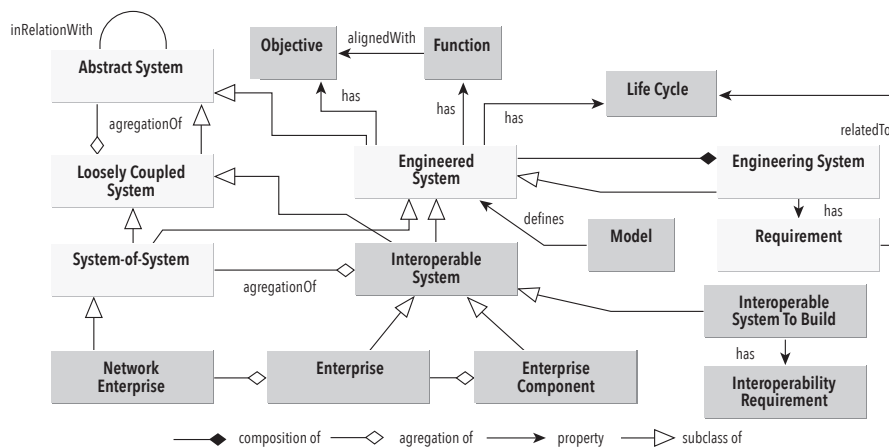 inRelationWith
Objective
alignedWith
Function
Abstract System
has
has
has
Life Cycle
agregationOf
relatedTo
Loosely Coupled
System
Engineered
System
Engineering System
defines
has
System-of-System
Interoperable
System
Model
Requirement
agregationOf
Interoperable
System To Build
Network
Enterprise
Enterprise
Enterprise
Component
has
Interoperability
Requirement
composition of
agregation of
property
subclass of